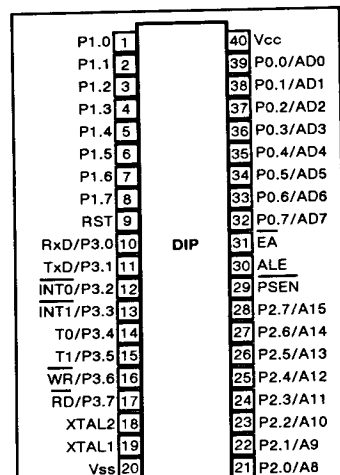 P1.0 1 40 Vcc
P1.1 2 39 P0.0/AD0
P1.2 3 38 P0.1/AD1
P1.3 4 37 P0.2/AD2
P1.4 5 36 P0.3/AD3
P1.5 6 35 P0.4/AD4
P1.6 7 34 P0.5/AD5
P1.7 8 33 P0.6/AD6
RST 9 32 P0.7/AD7
RxD/P3.0 10 DIP 31 E̅A̅
TxD/P3.1 11 30 ALE
I̅N̅T̅0̅/P3.2 12 29 P̅S̅E̅N̅
I̅N̅T̅1̅/P3.3 13 28 P2.7/A15
T0/P3.4 14 27 P2.6/A14
T1/P3.5 15 26 P2.5/A13
W̅R̅/P3.6 16 25 P2.4/A12
R̅D̅/P3.7 17 24 P2.3/A11
XTAL2 18 23 P2.2/A10
XTAL1 19 22 P2.1/A9
Vss 20 21 P2.0/A8